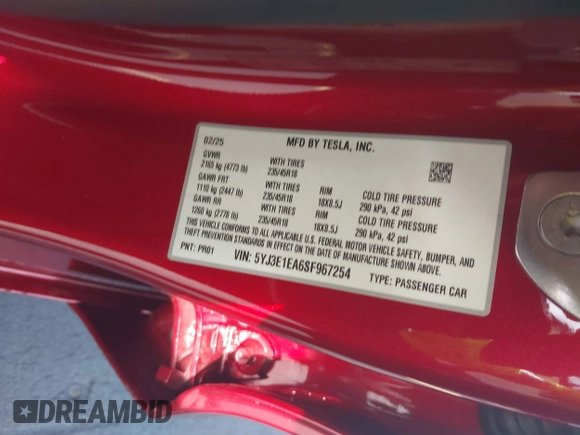 02/25 MFD BY TESLA, INC.
GVWR
2165 kg (4773 lb) WITH TIRES
GAWR FRT 235/45R18
1110 kg (2447 lb) WITH TIRES RIM COLD TIRE PRESSURE
GAWR RR 235/45R18 18X8.5J 290 kPa, 42 psi
1260 kg (2778 lb) WITH TIRES RIM COLD TIRE PRESSURE
235/45R18 18X8.5J 290 kPa, 42 psi
THIS VEHICLE CONFORMS TO ALL APPLICABLE U.S. FEDERAL MOTOR VEHICLE SAFETY, BUMPER, AND
THEFT PREVENTION STANDARDS IN EFFECT ON THE DATE OF MANUFACTURE SHOWN ABOVE.
PNT: PR01 VIN: 5YJ3E1EA6SF967254 TYPE: PASSENGER CAR
DREAMBID